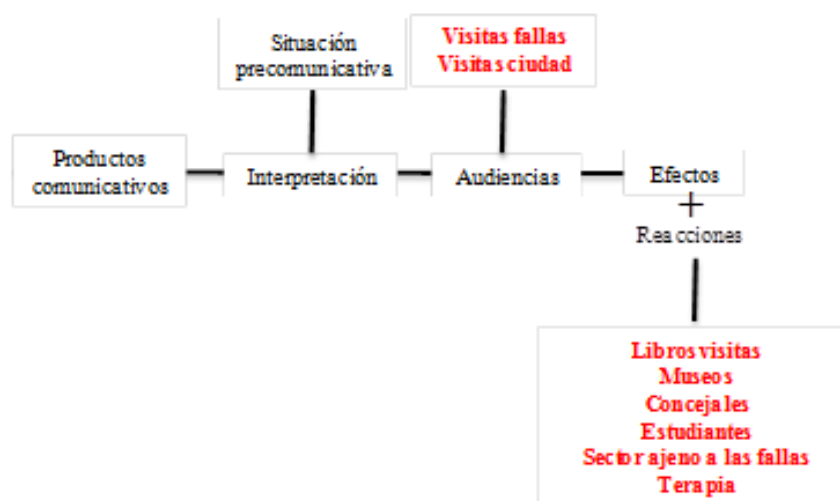 Situación
precomunicativa
Visitas fallas
Visitas ciudad
Productos
comunicativos
Interpretación
Audiencias
Efectos
+
Reacciones
Libros visitas
Museos
Concejales
Estudiantes
Sector ajeno a las fallas
Terapia